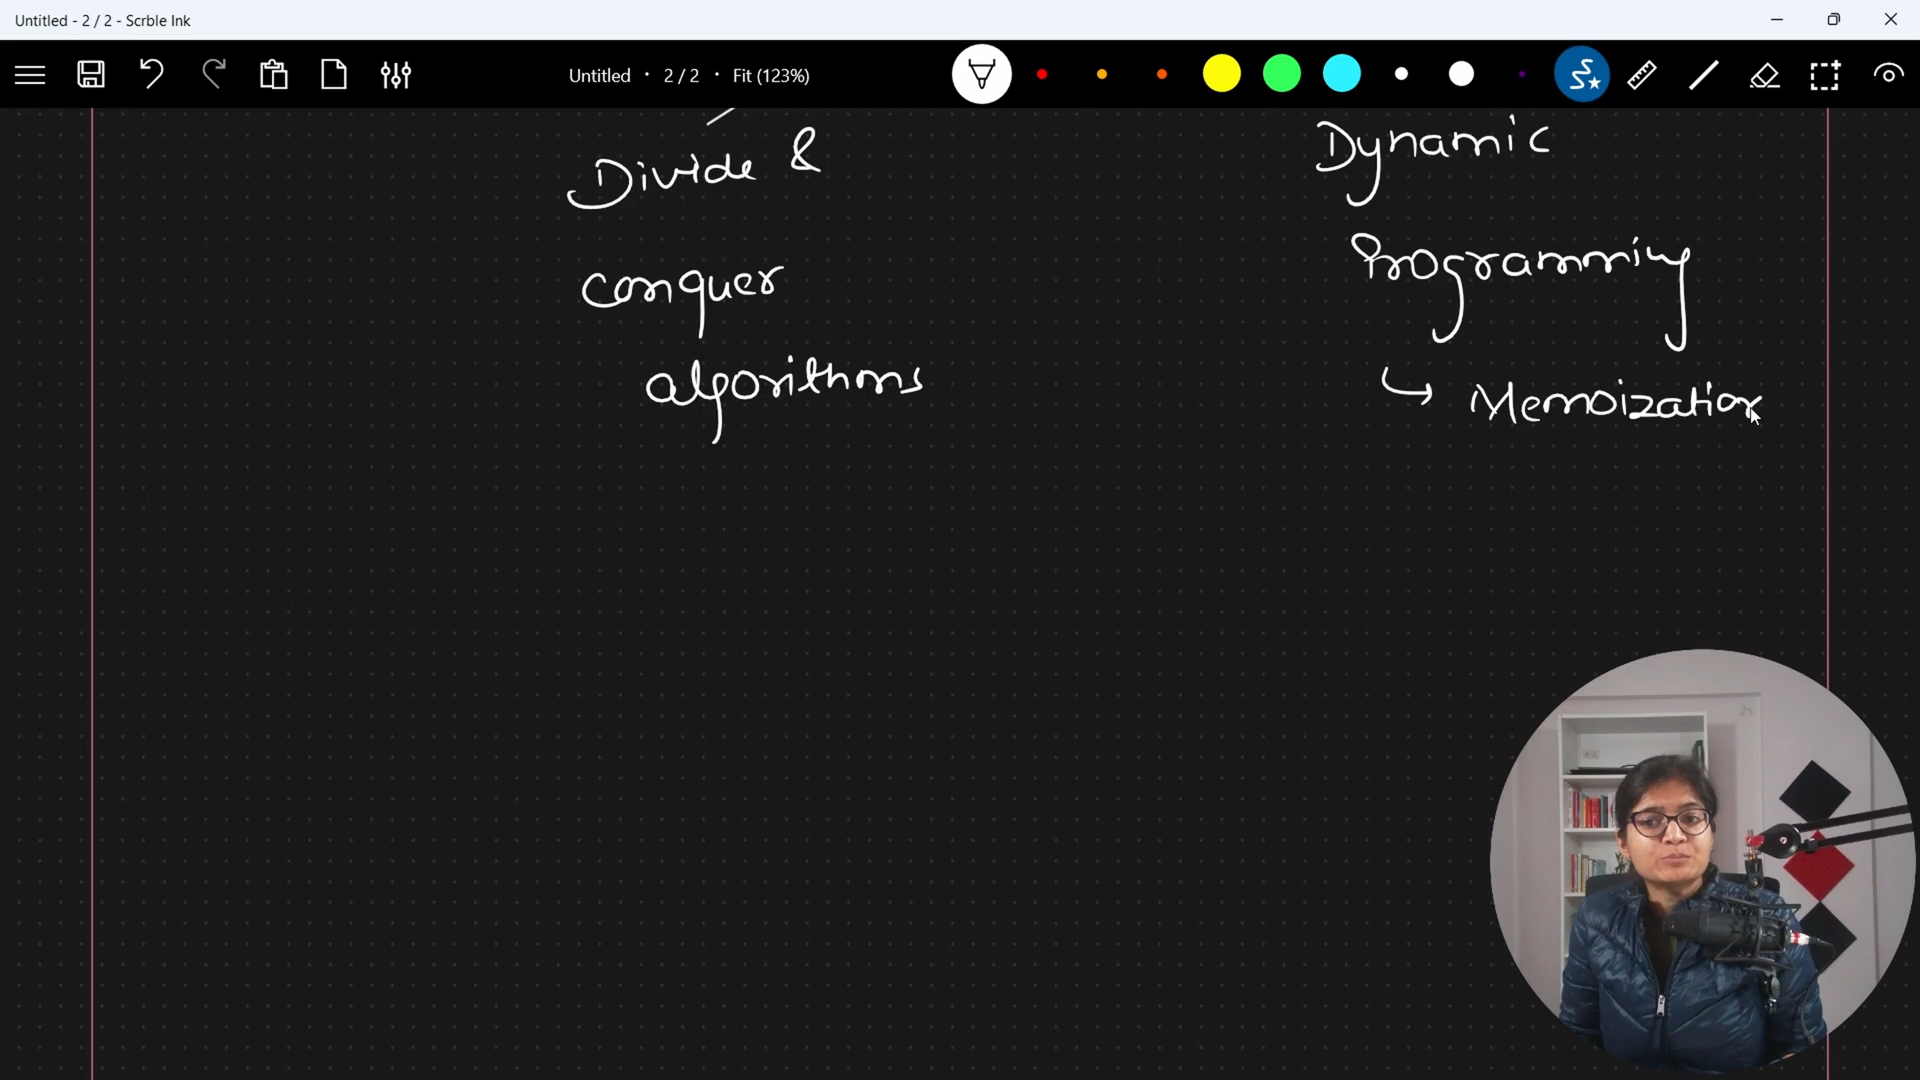 Untitled - 2 / 2 - Scrble Ink
Untitled • 2 / 2 • Fit (123%)
Divide &
conquer
algorithms
Dynamic
Programming
↳ Memoization